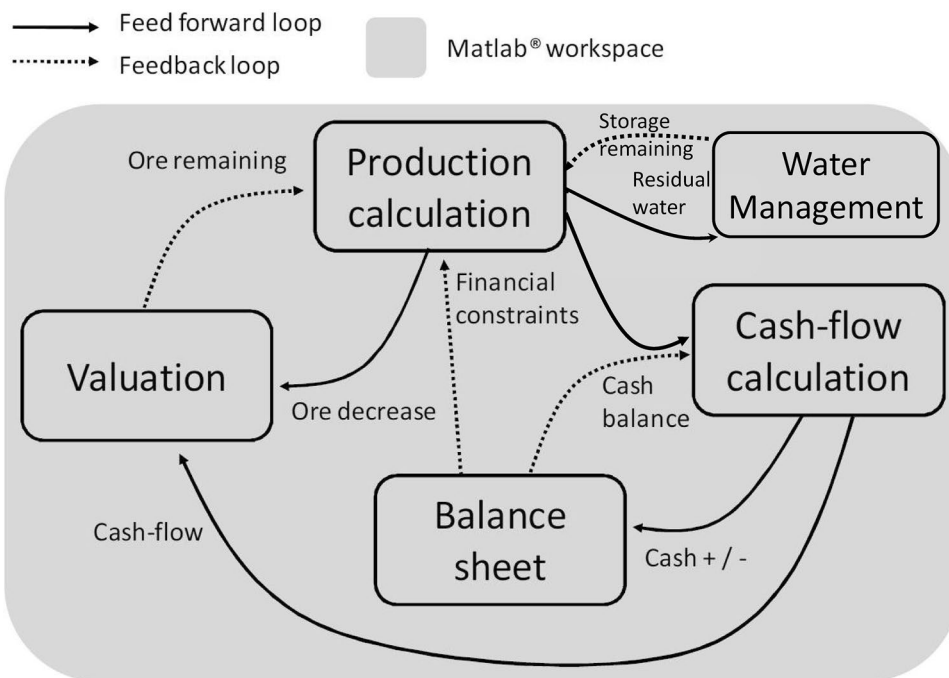 Feed forward loop
Feedback loop
Matlab® workspace
Ore remaining
Production
calculation
Storage
remaining
Residual
water
Water
Management
Financial
constraints
Valuation
Ore decrease
Cash-flow
calculation
Cash
balance
Balance
sheet
Cash-flow
Cash + / -